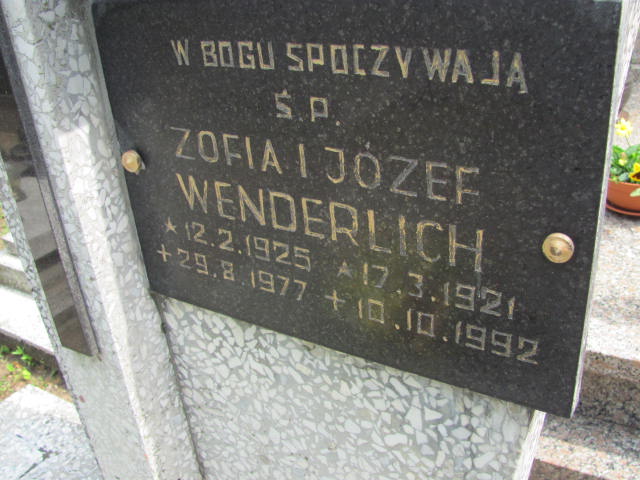 W BOGU SPOCZYWAJĄ
Ś.P.
ZOFIA I JÓZEF
WENDERLICH
* 12.2.1925 * 17.3.1921
+ 29.8.1977 + 10.10.1992